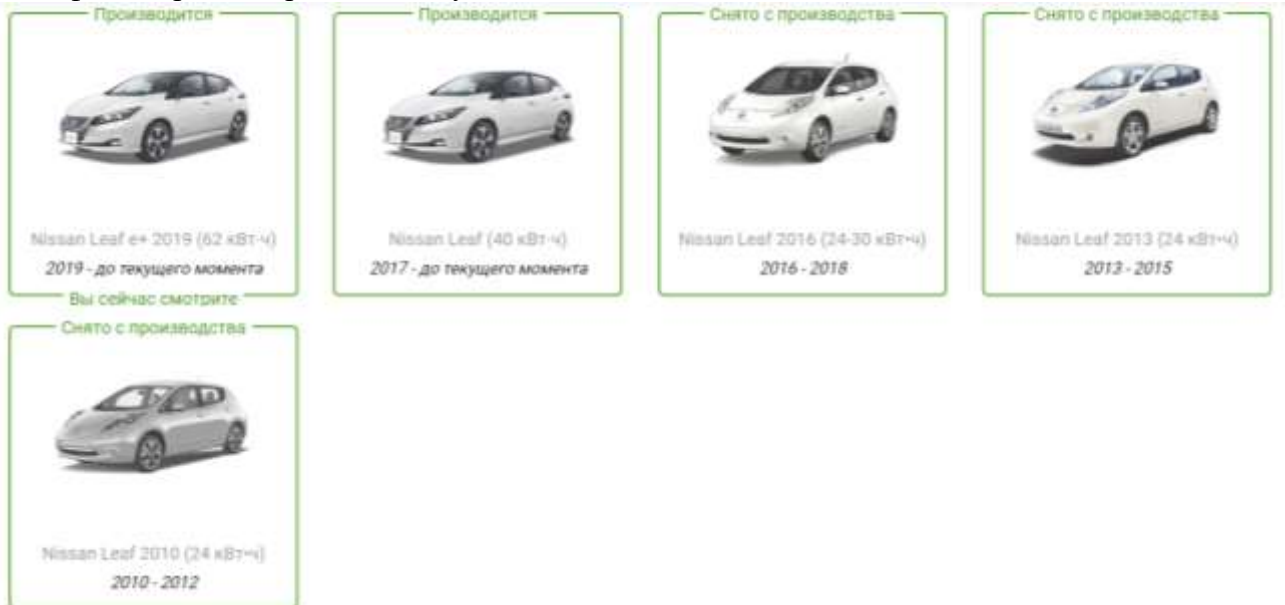 Производится
Производится
Снято с производства
Снято с производства
Nissan Leaf e+ 2019 (62 кВт·ч)
Nissan Leaf (40 кВт·ч)
Nissan Leaf 2016 (24-30 кВт·ч)
Nissan Leaf 2013 (24 кВт·ч)
2019 - до текущего момента
2017 - до текущего момента
2016 - 2018
2013 - 2015
Вы сейчас смотрите
Снято с производства
Nissan Leaf 2010 (24 кВт·ч)
2010 - 2012